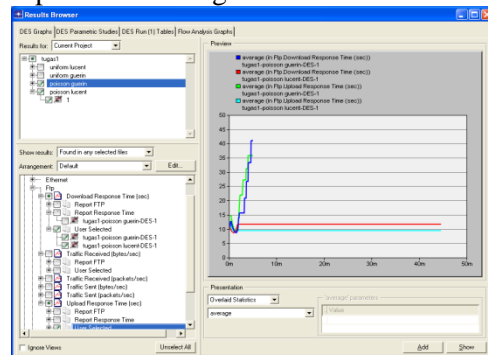 Results Browser
DES Graphs DES Parametric Studies DES Run (1) Tables Flow Analysis Graphs
Results for: Current Project
tugas1
uniform lucent
uniform guerin
poisson guerin
poisson lucent
1
Show results: Found in any selected files
Arrangement: Default Edit...
Ethernet
Ftp
Download Response Time (sec)
Report FTP
Report Response Time
tugas1-poisson guerin-DES-1
User Selected
tugas1-poisson guerin-DES-1
tugas1-poisson lucent-DES-1
Traffic Received (bytes/sec)
Report FTP
User Selected
Traffic Received (packets/sec)
Traffic Sent (bytes/sec)
Traffic Sent (packets/sec)
Upload Response Time (sec)
Report FTP
Report Response Time
User Selected
Ignore Views Unselect All
Preview
average (in Ftp.Download Response Time (sec))
tugas1-poisson guerin-DES-1
average (in Ftp.Download Response Time (sec))
tugas1-poisson lucent-DES-1
average (in Ftp.Upload Response Time (sec))
tugas1-poisson guerin-DES-1
average (in Ftp.Upload Response Time (sec))
tugas1-poisson lucent-DES-1
50
45
40
35
30
25
20
15
10
5
0
0m 10m 20m 30m 40m 50m
Presentation
Overlaid Statistics
average
'average' parameters
Value
Add Show